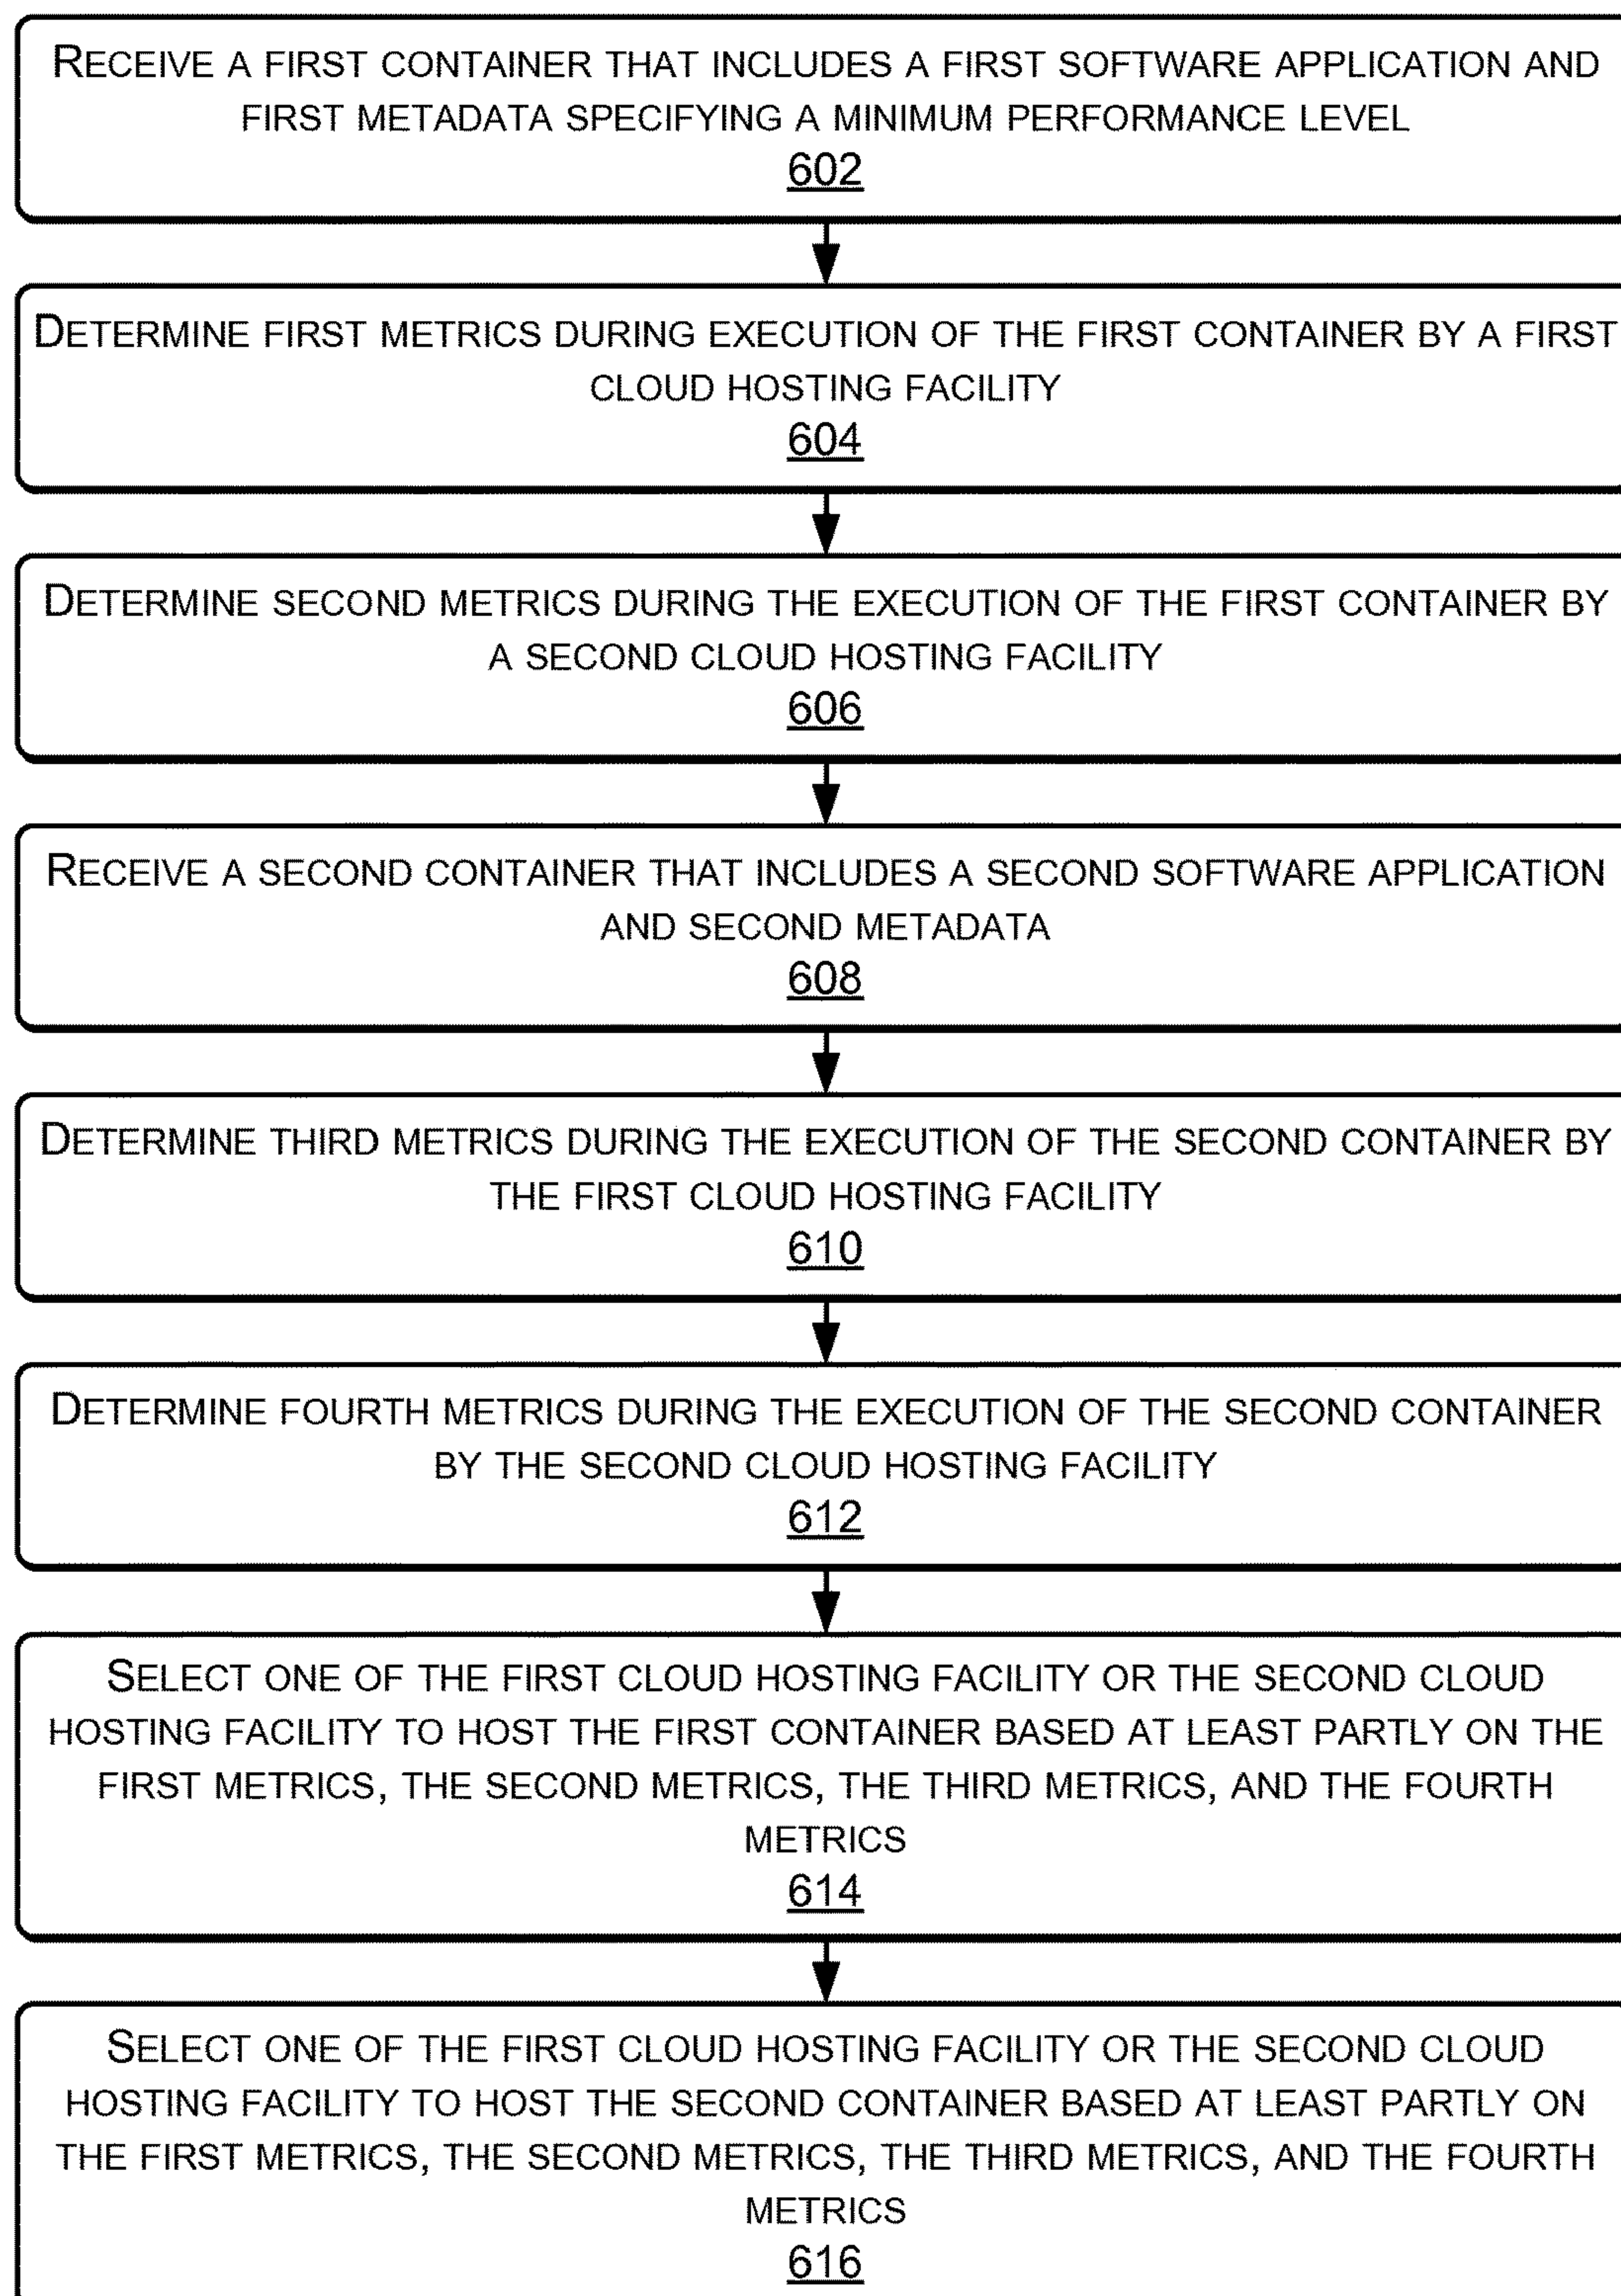 RECEIVE A FIRST CONTAINER THAT INCLUDES A FIRST SOFTWARE APPLICATION AND
FIRST METADATA SPECIFYING A MINIMUM PERFORMANCE LEVEL
602
DETERMINE FIRST METRICS DURING EXECUTION OF THE FIRST CONTAINER BY A FIRST
CLOUD HOSTING FACILITY
604
DETERMINE SECOND METRICS DURING THE EXECUTION OF THE FIRST CONTAINER BY
A SECOND CLOUD HOSTING FACILITY
606
RECEIVE A SECOND CONTAINER THAT INCLUDES A SECOND SOFTWARE APPLICATION
AND SECOND METADATA
608
DETERMINE THIRD METRICS DURING THE EXECUTION OF THE SECOND CONTAINER BY
THE FIRST CLOUD HOSTING FACILITY
610
DETERMINE FOURTH METRICS DURING THE EXECUTION OF THE SECOND CONTAINER
BY THE SECOND CLOUD HOSTING FACILITY
612
SELECT ONE OF THE FIRST CLOUD HOSTING FACILITY OR THE SECOND CLOUD
HOSTING FACILITY TO HOST THE FIRST CONTAINER BASED AT LEAST PARTLY ON THE
FIRST METRICS, THE SECOND METRICS, THE THIRD METRICS, AND THE FOURTH
METRICS
614
SELECT ONE OF THE FIRST CLOUD HOSTING FACILITY OR THE SECOND CLOUD
HOSTING FACILITY TO HOST THE SECOND CONTAINER BASED AT LEAST PARTLY ON
THE FIRST METRICS, THE SECOND METRICS, THE THIRD METRICS, AND THE FOURTH
METRICS
616